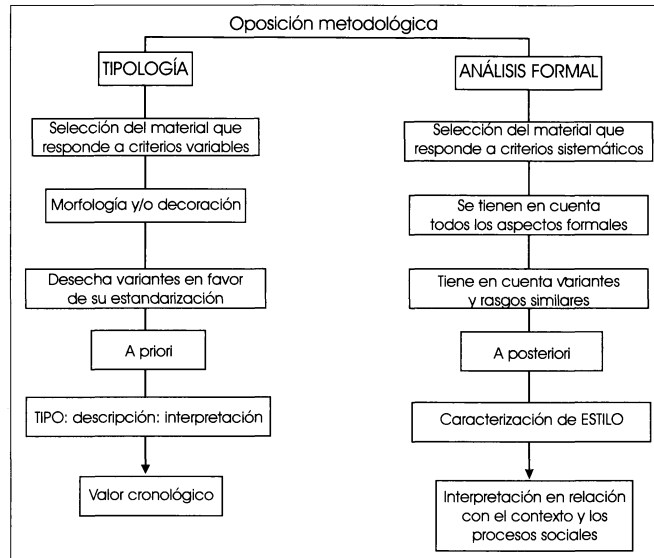 Oposición metodológica
TIPOLOGÍA
Selección del material que
responde a criterios variables
Morfología y/o decoración
Desecha variantes en favor
de su estandarización
A priori
TIPO: descripción: interpretación
Valor cronológico
ANÁLISIS FORMAL
Selección del material que
responde a criterios sistemáticos
Se tienen en cuenta
todos los aspectos formales
Tiene en cuenta variantes
y rasgos similares
A posteriori
Caracterización de ESTILO
Interpretación en relación
con el contexto y los
procesos sociales